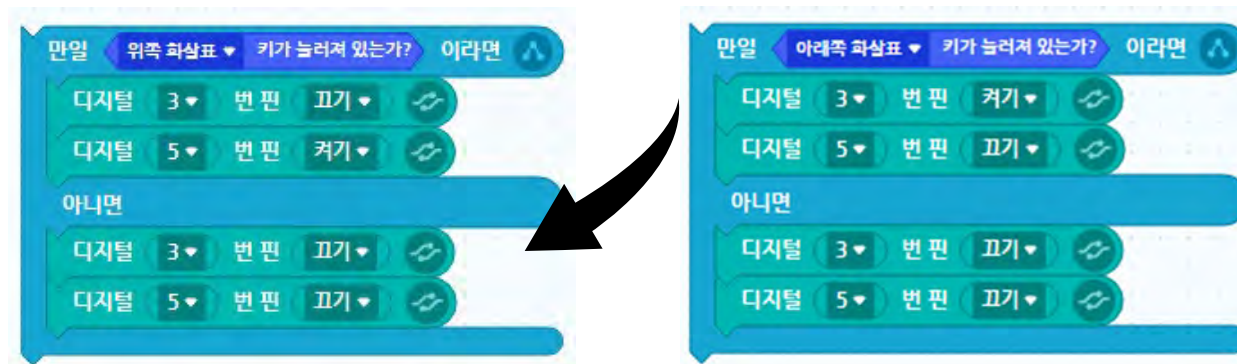 만일 위쪽 화살표 키가 눌러져 있는가? 이라면
디지털 3 번 핀 끄기
디지털 5 번 핀 켜기
아니면
디지털 3 번 핀 끄기
디지털 5 번 핀 끄기
만일 아래쪽 화살표 키가 눌러져 있는가? 이라면
디지털 3 번 핀 켜기
디지털 5 번 핀 끄기
아니면
디지털 3 번 핀 끄기
디지털 5 번 핀 끄기